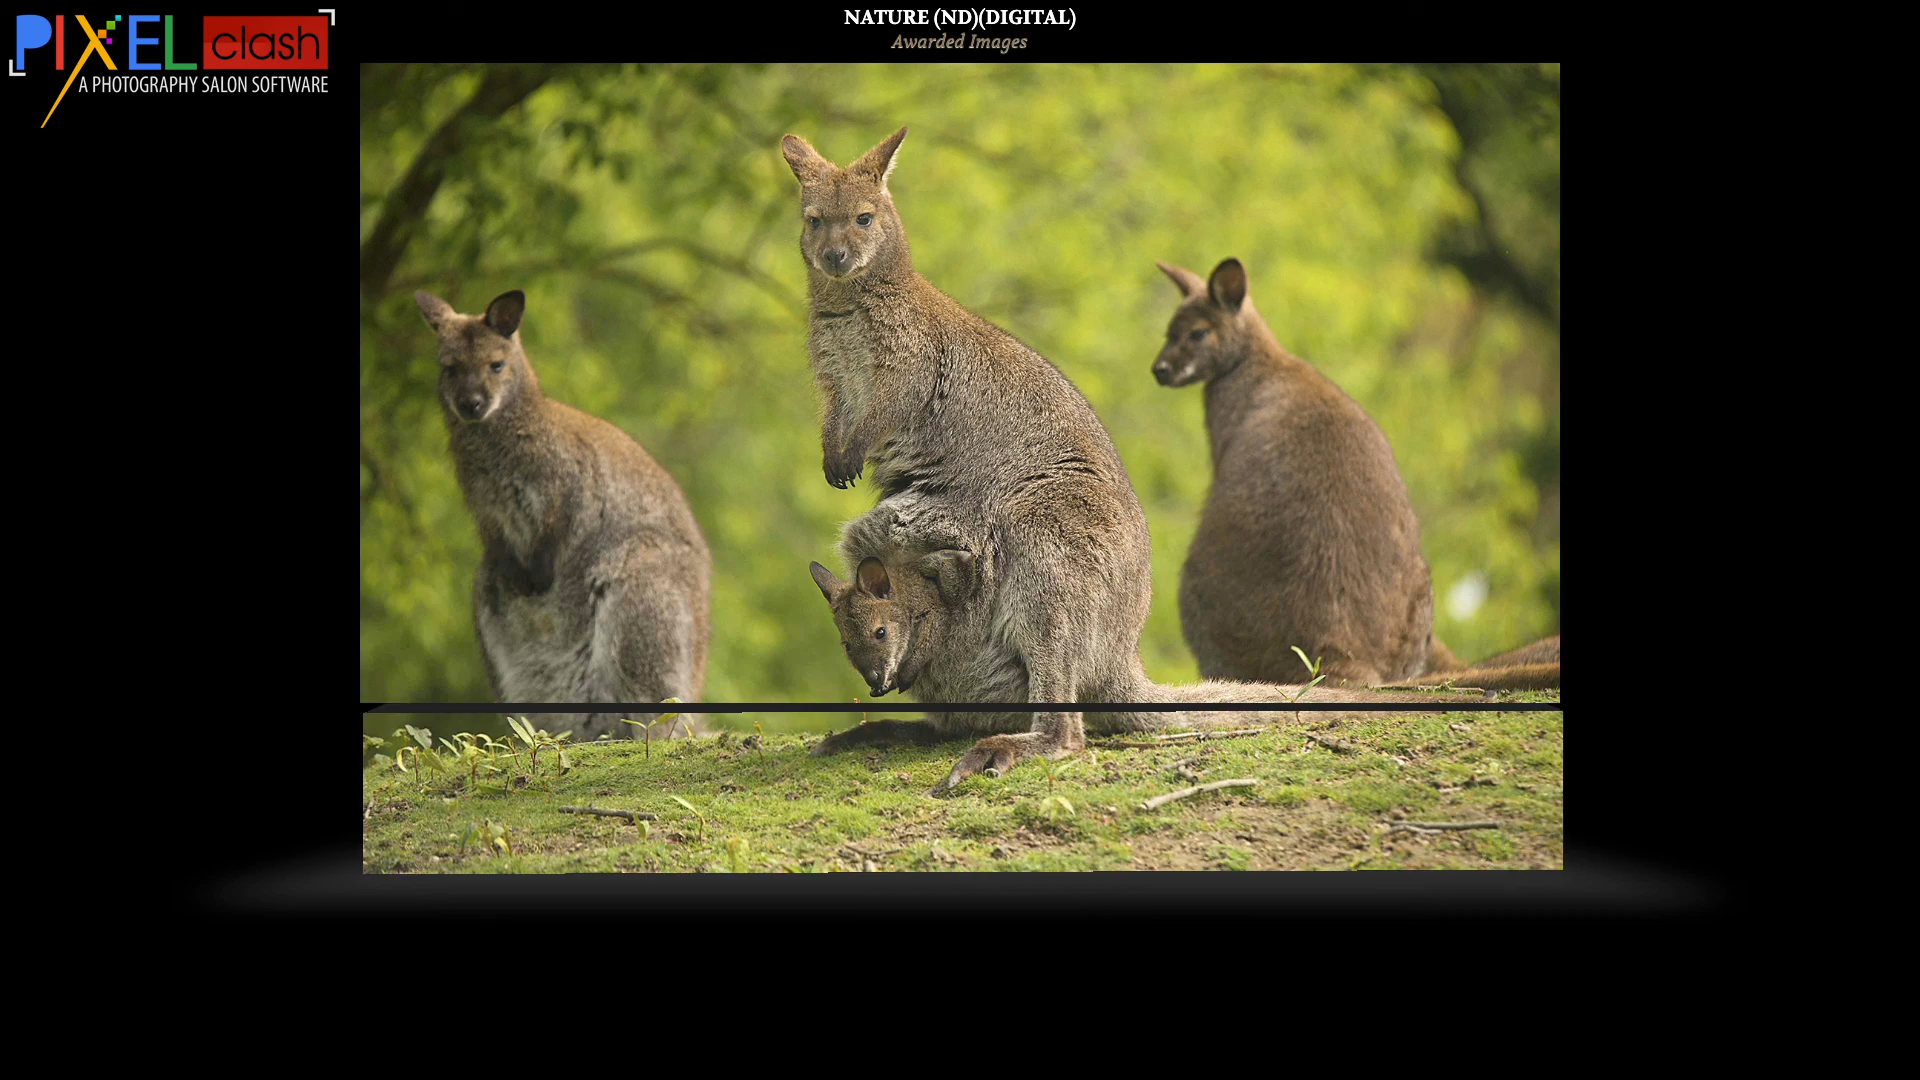 PIXEL clash
A PHOTOGRAPHY SALON SOFTWARE
NATURE (ND)(DIGITAL)
Awarded Images